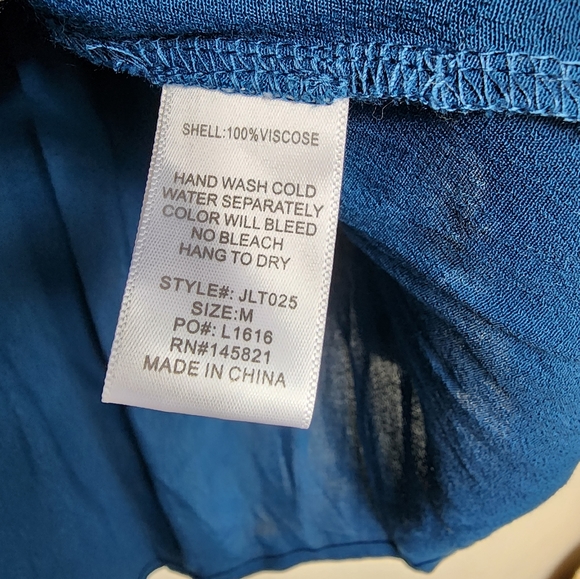 SHELL:100%VISCOSE
HAND WASH COLD
WATER SEPARATELY
COLOR WILL BLEED
NO BLEACH
HANG TO DRY
STYLE#: JLT025
SIZE:M
PO#: L1616
RN#145821
MADE IN CHINA